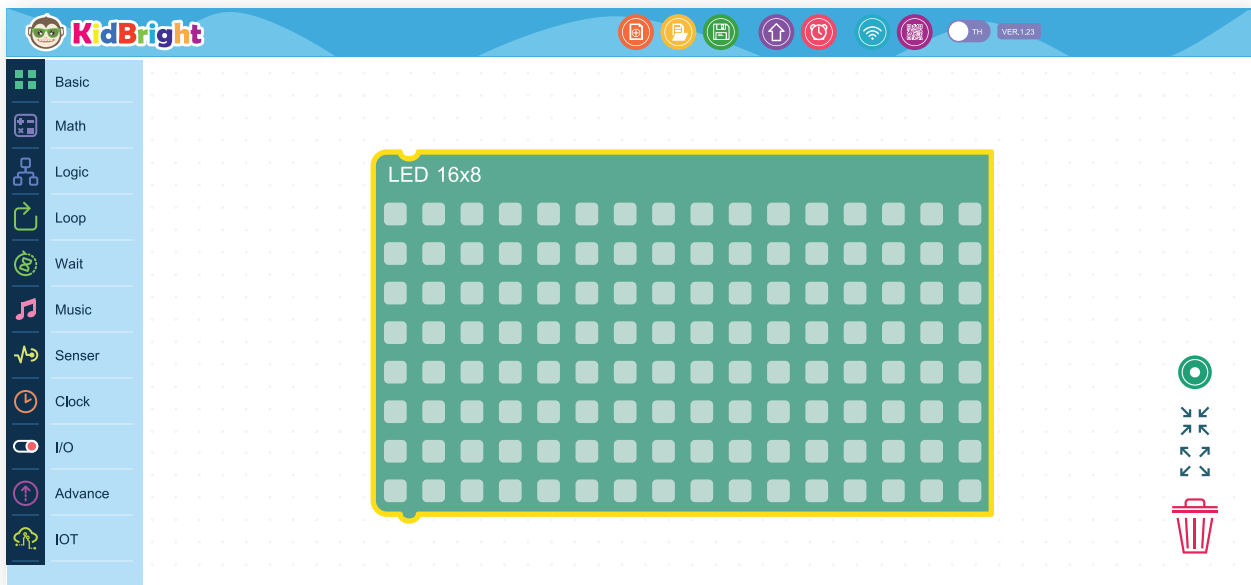 KidBright
TH
VER,1,23
Basic
Math
Logic
Loop
Wait
Music
Senser
Clock
I/O
Advance
IOT
LED 16x8